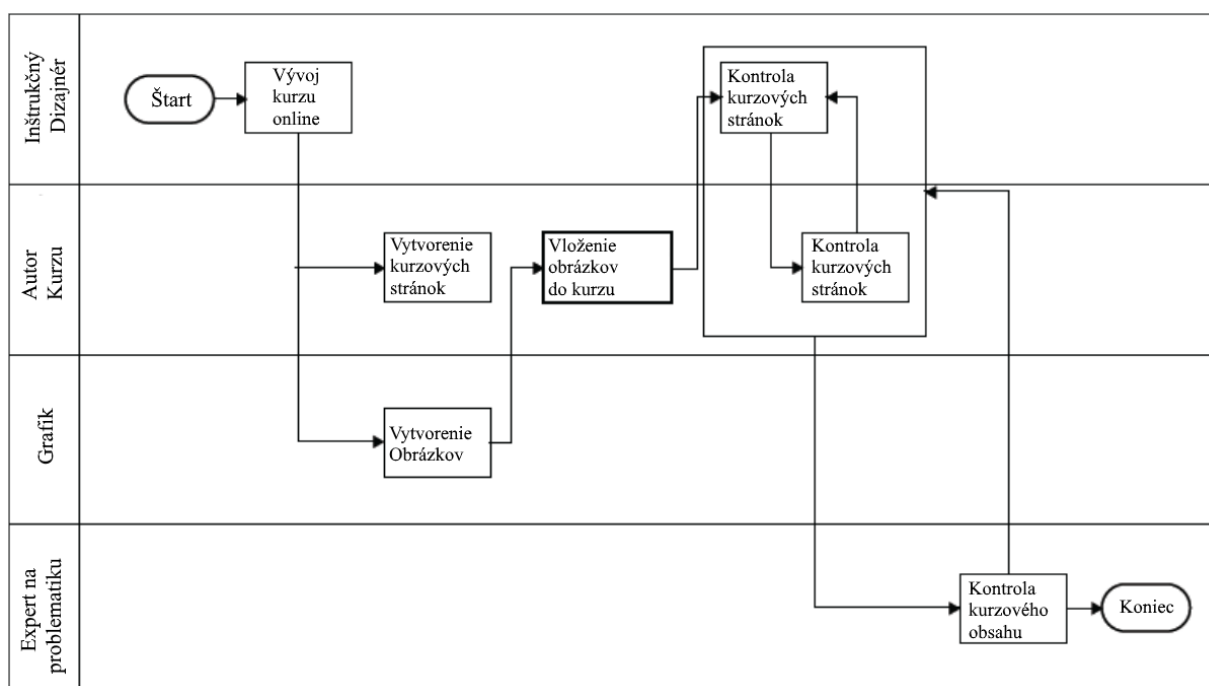 Inštrukčný
Dizajnér
Štart
Vývoj
kurzu
online
Kontrola
kurzových
stránok
Autor
Kurzu
Vytvorenie
kurzových
stránok
Vloženie
obrázkov
do kurzu
Kontrola
kurzových
stránok
Grafik
Vytvorenie
Obrázkov
Expert na
problematiku
Kontrola
kurzového
obsahu
Koniec